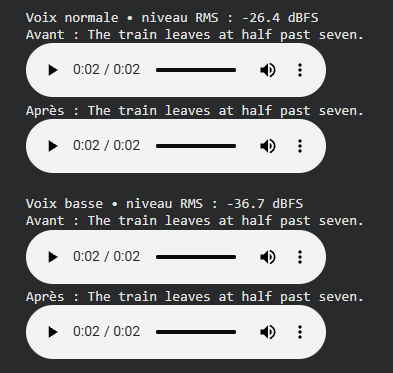 Voix normale • niveau RMS : -26.4 dBFS
Avant : The train leaves at half past seven.
0:02 / 0:02
Après : The train leaves at half past seven.
0:02 / 0:02
Voix basse • niveau RMS : -36.7 dBFS
Avant : The train leaves at half past seven.
0:02 / 0:02
Après : The train leaves at half past seven.
0:02 / 0:02